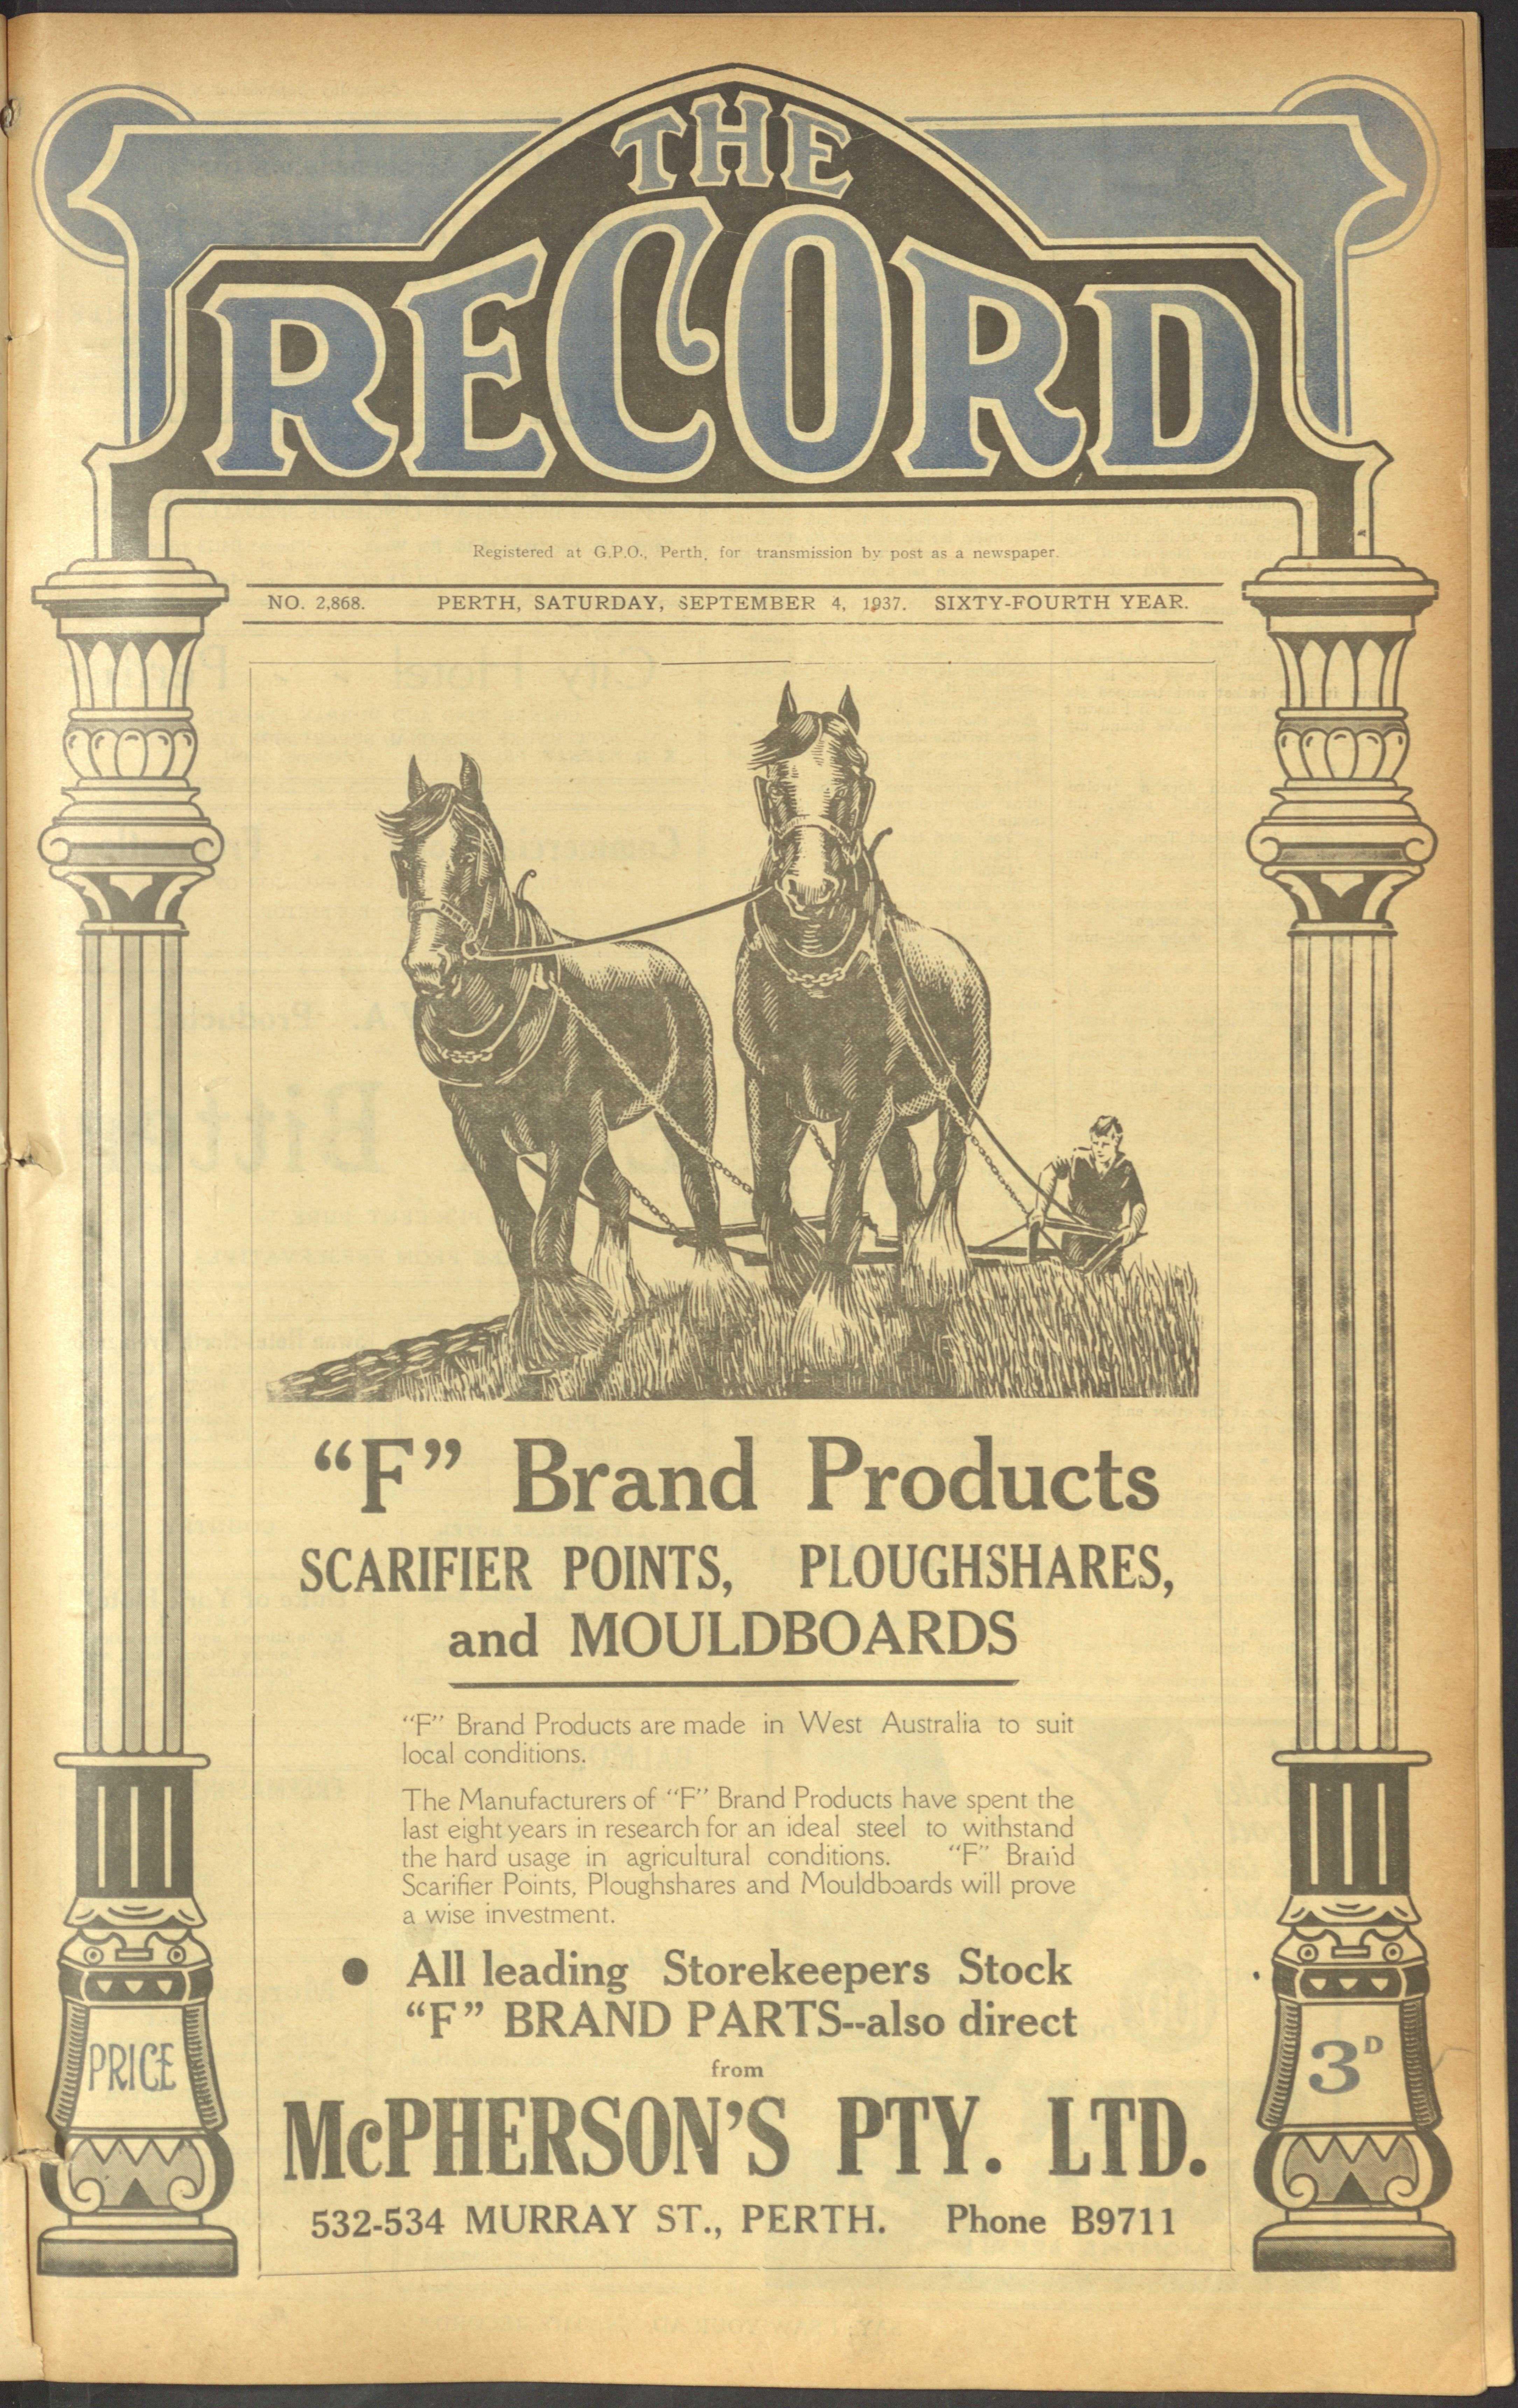 THE
RECORD
Registered at G.P.O., Perth, for transmission by post as a newspaper.
NO. 2,868. PERTH, SATURDAY, SEPTEMBER 4, 1937. SIXTY-FOURTH YEAR.
“F” Brand Products
SCARIFIER POINTS, PLOUGHSHARES,
and MOULDBOARDS
“F” Brand Products are made in West Australia to suit
local conditions.
The Manufacturers of “F” Brand Products have spent the
last eight years in research for an ideal steel to withstand
the hard usage in agricultural conditions. “F” Brand
Scarifier Points, Ploughshares and Mouldboards will prove
a wise investment.
● All leading Storekeepers Stock
“F” BRAND PARTS--also direct
from
McPHERSON'S PTY. LTD.
532-534 MURRAY ST., PERTH. Phone B9711
PRICE
3D